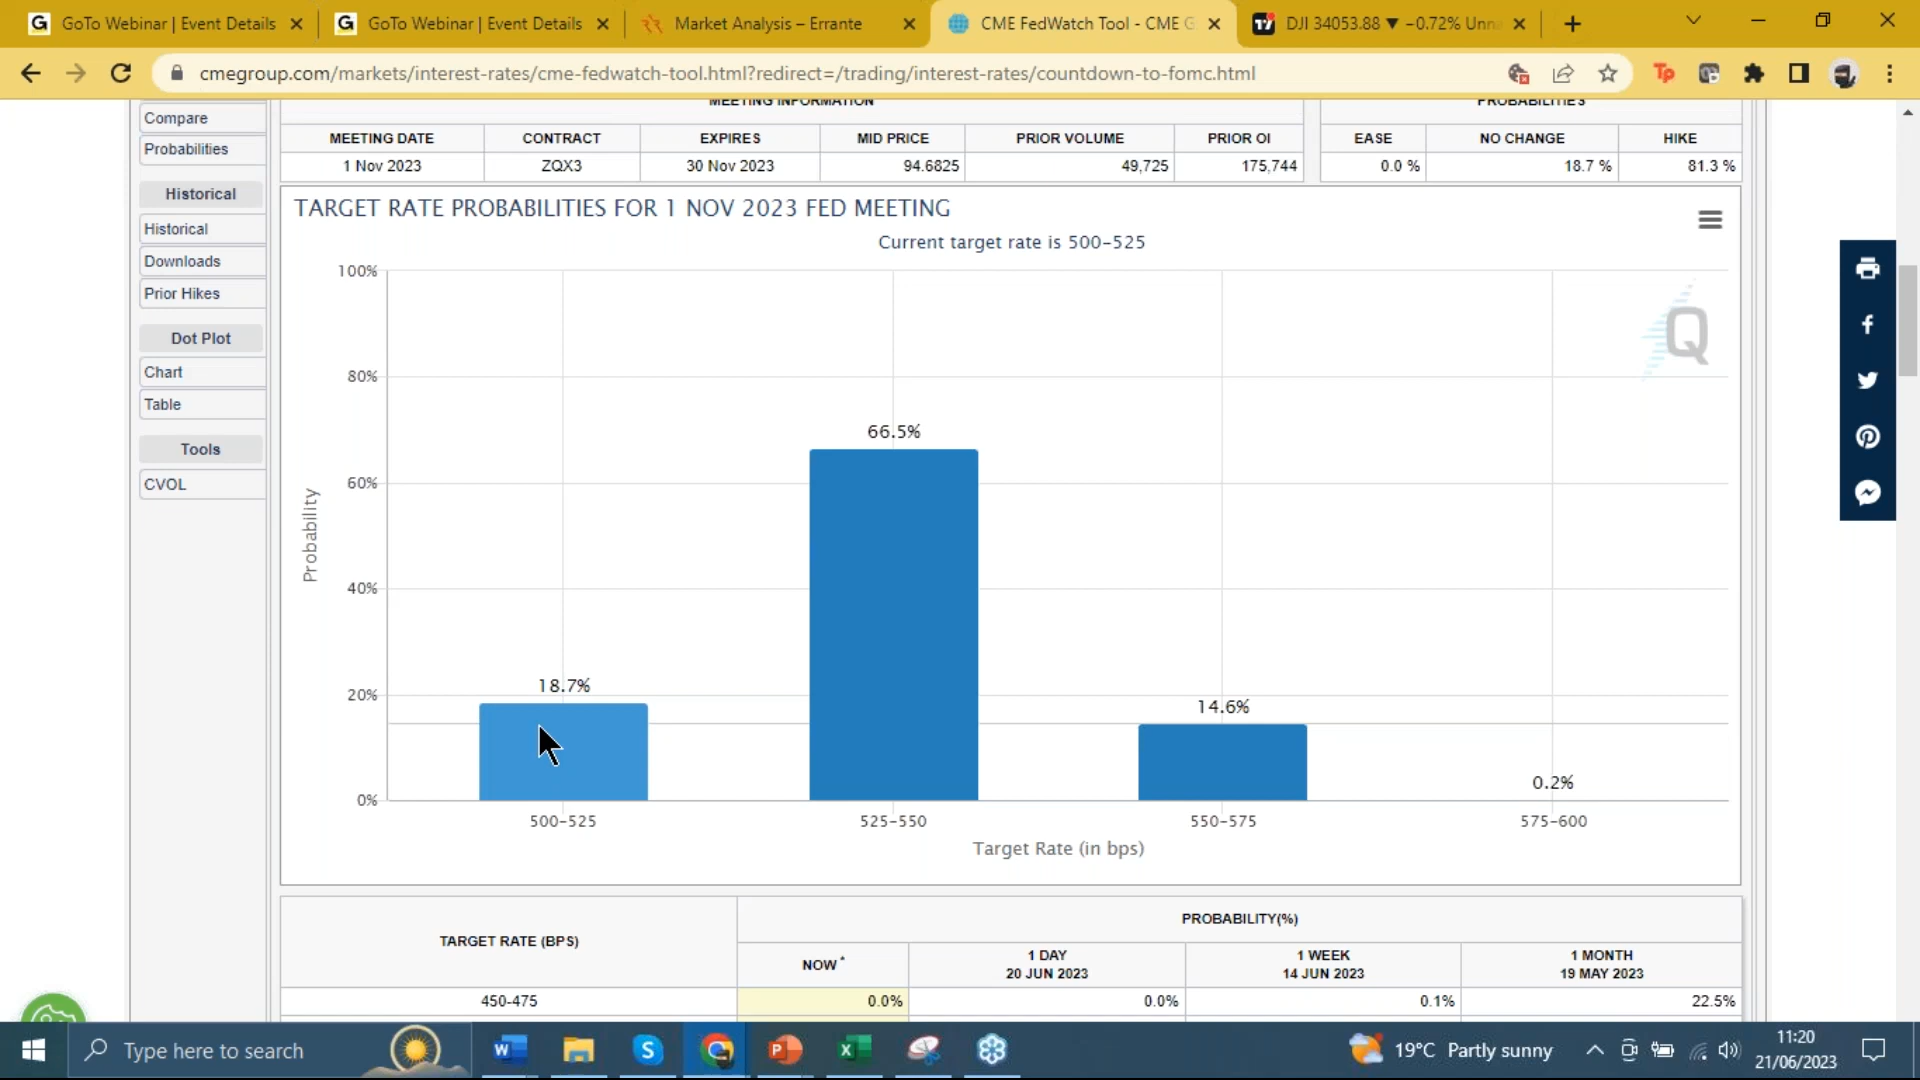 GoTo Webinar | Event Details
GoTo Webinar | Event Details
Market Analysis – Errante
CME FedWatch Tool - CME G
DJI 34053.88 ▼ −0.72% Unn
cmegroup.com/markets/interest-rates/cme-fedwatch-tool.html?redirect=/trading/interest-rates/countdown-to-fomc.html
Compare
Probabilities
Historical
Historical
Downloads
Prior Hikes
Dot Plot
Chart
Table
Tools
CVOL
MEETING INFORMATION
PROBABILITIES
MEETING DATE CONTRACT EXPIRES MID PRICE PRIOR VOLUME PRIOR OI EASE NO CHANGE HIKE
1 Nov 2023 ZQX3 30 Nov 2023 94.6825 49,725 175,744 0.0 % 18.7 % 81.3 %
TARGET RATE PROBABILITIES FOR 1 NOV 2023 FED MEETING
Current target rate is 500–525
Q
Probability
100%
80%
60%
40%
20%
0%
18.7%
66.5%
14.6%
0.2%
500–525 525–550 550–575 575–600
Target Rate (in bps)
TARGET RATE (BPS)
PROBABILITY(%)
NOW *
1 DAY
20 JUN 2023
1 WEEK
14 JUN 2023
1 MONTH
19 MAY 2023
450-475 0.0% 0.0% 0.1% 22.5%
Type here to search
19°C Partly sunny
11:20
21/06/2023